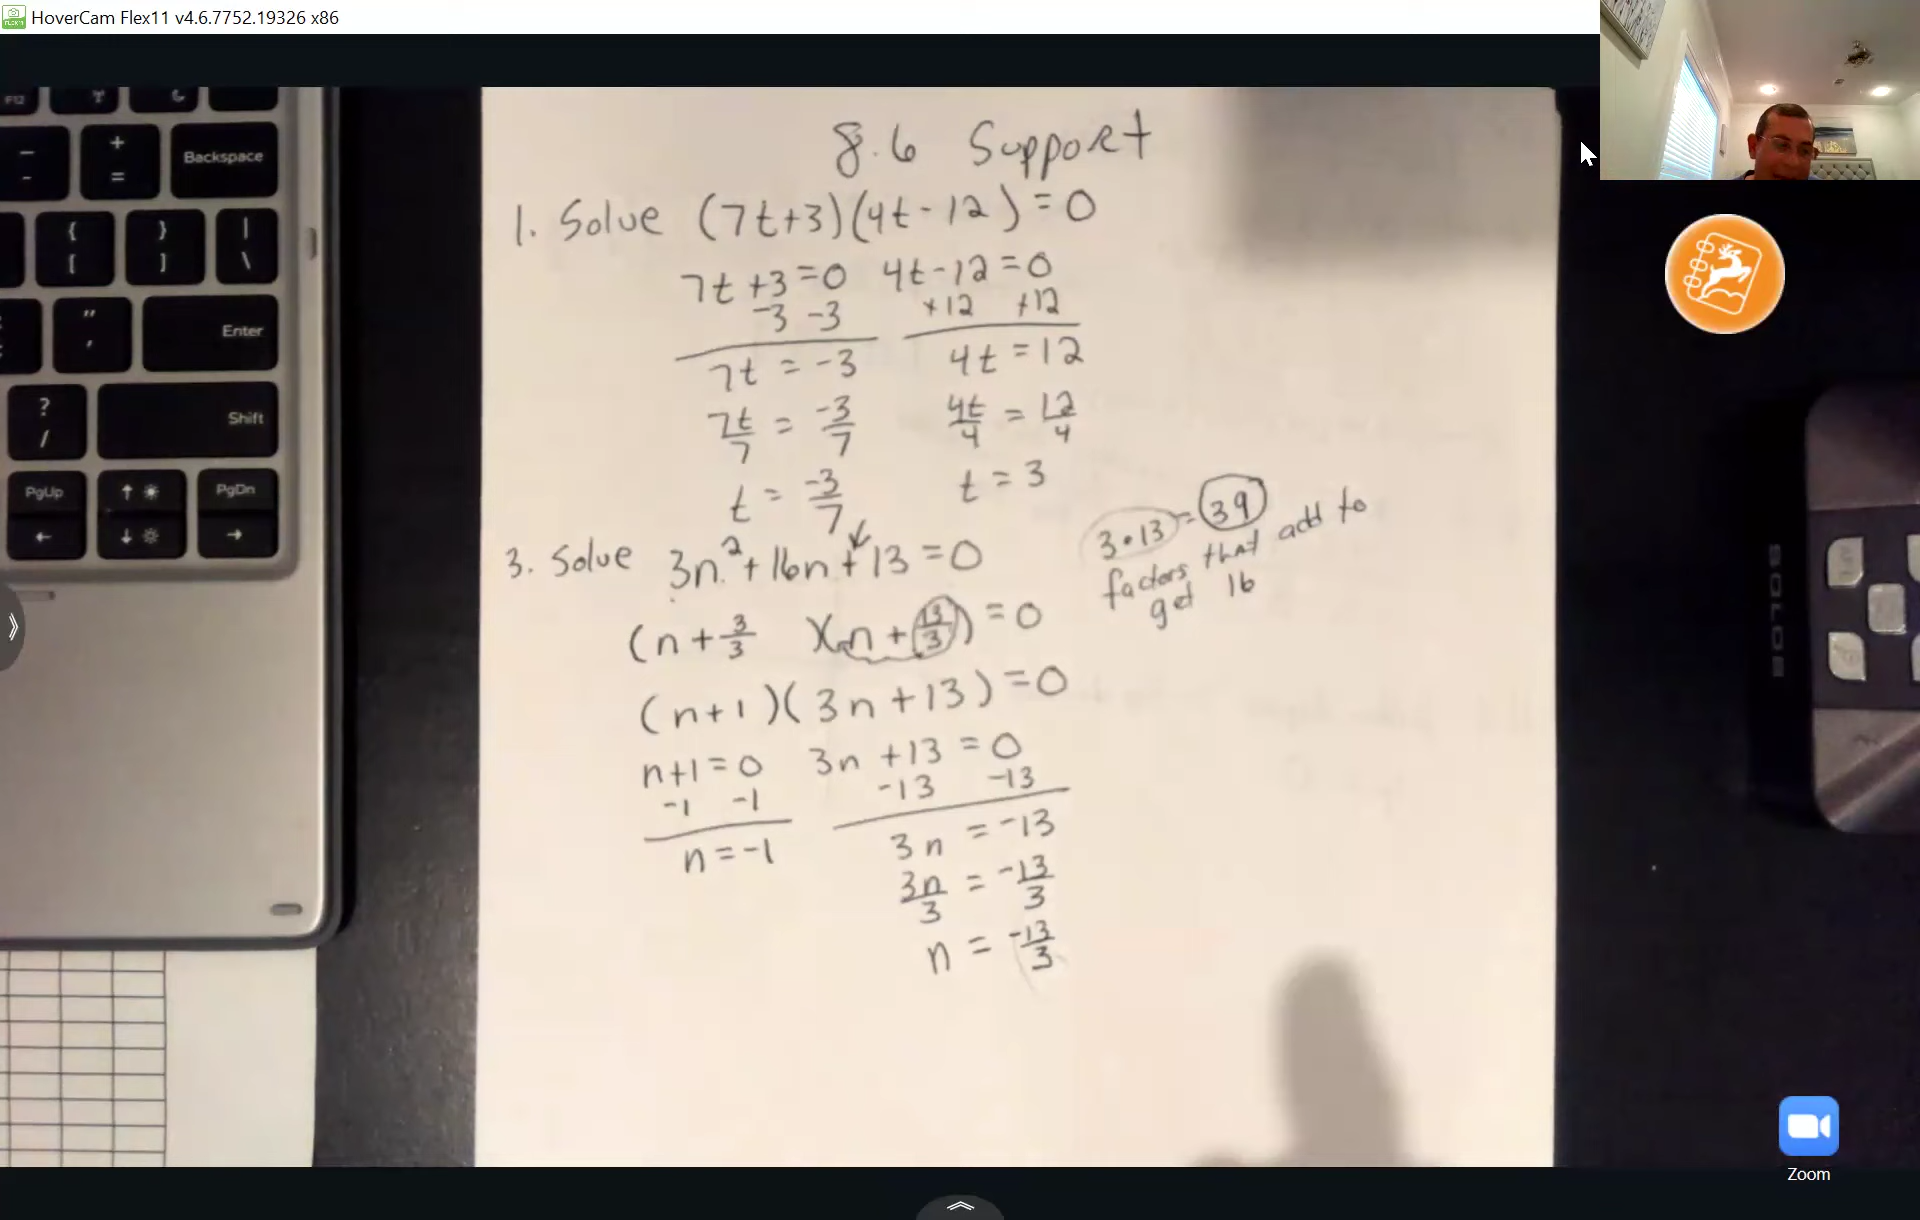 HoverCam Flex11 v4.6.7752.19326 x86
F12
Backspace
Enter
Shift
PgUp
PgDn
8.6 Support
1. Solve (7t+3)(4t-12)=0
7t+3=0 4t-12=0
-3 -3 +12 +12
7t = -3 4t = 12
7t/7 = -3/7 4t/4 = 12/4
t = -3/7 t = 3
3·13 = 39
factors that add to
get 16
3. Solve 3n²+16n+13=0
(n+3/3 )(n+13/3)=0
(n+1)(3n+13)=0
n+1=0 3n+13=0
-1 -1 -13 -13
n=-1 3n = -13
3n/3 = -13/3
n = -13/3
SOLOS
Zoom